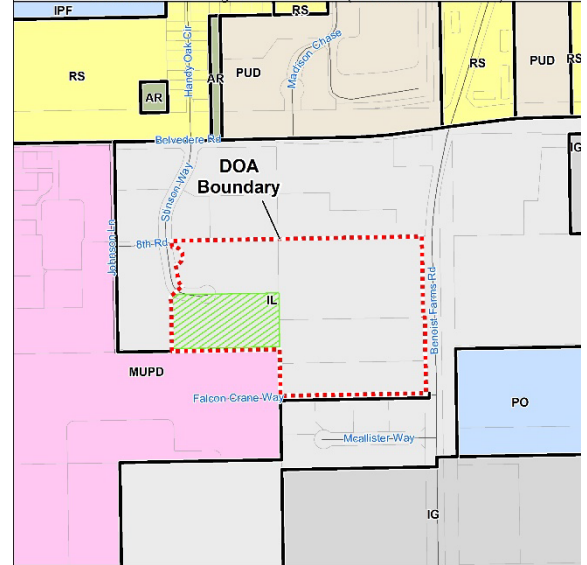 IPF
RS
Handy Oak Cir
Madison Chase
RS
AR
AR
PUD
RS
PUD
RS
Belvedere Rd
IG
Stinson Way
DOA
Boundary
Johnson Ln
8th Rd
Benoist Farms Rd
IL
MUPD
Falcon Crane Way
PO
Mcallister Way
IG